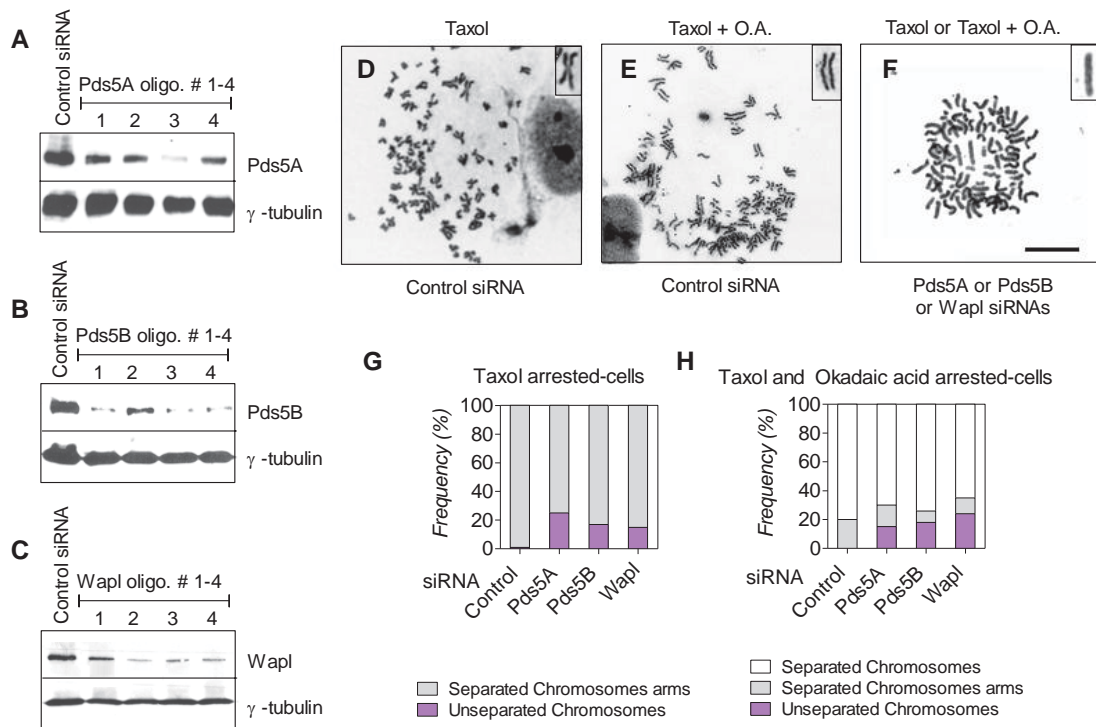 A
Control siRNA
Pds5A oligo. # 1-4
1 2 3 4
Pds5A
γ -tubulin
B
Control siRNA
Pds5B oligo. # 1-4
1 2 3 4
Pds5B
γ -tubulin
C
Control siRNA
Wapl oligo. # 1-4
1 2 3 4
Wapl
γ -tubulin
Taxol
D
Control siRNA
Taxol + O.A.
E
Control siRNA
Taxol or Taxol + O.A.
F
Pds5A or Pds5B
or Wapl siRNAs
G
Taxol arrested-cells
Frequency (%)
100
80
60
40
20
0
siRNA
Control
Pds5A
Pds5B
Wapl
Separated Chromosomes arms
Unseparated Chromosomes
H
Taxol and Okadaic acid arrested-cells
Frequency (%)
100
80
60
40
20
0
siRNA
Control
Pds5A
Pds5B
Wapl
Separated Chromosomes
Separated Chromosomes arms
Unseparated Chromosomes